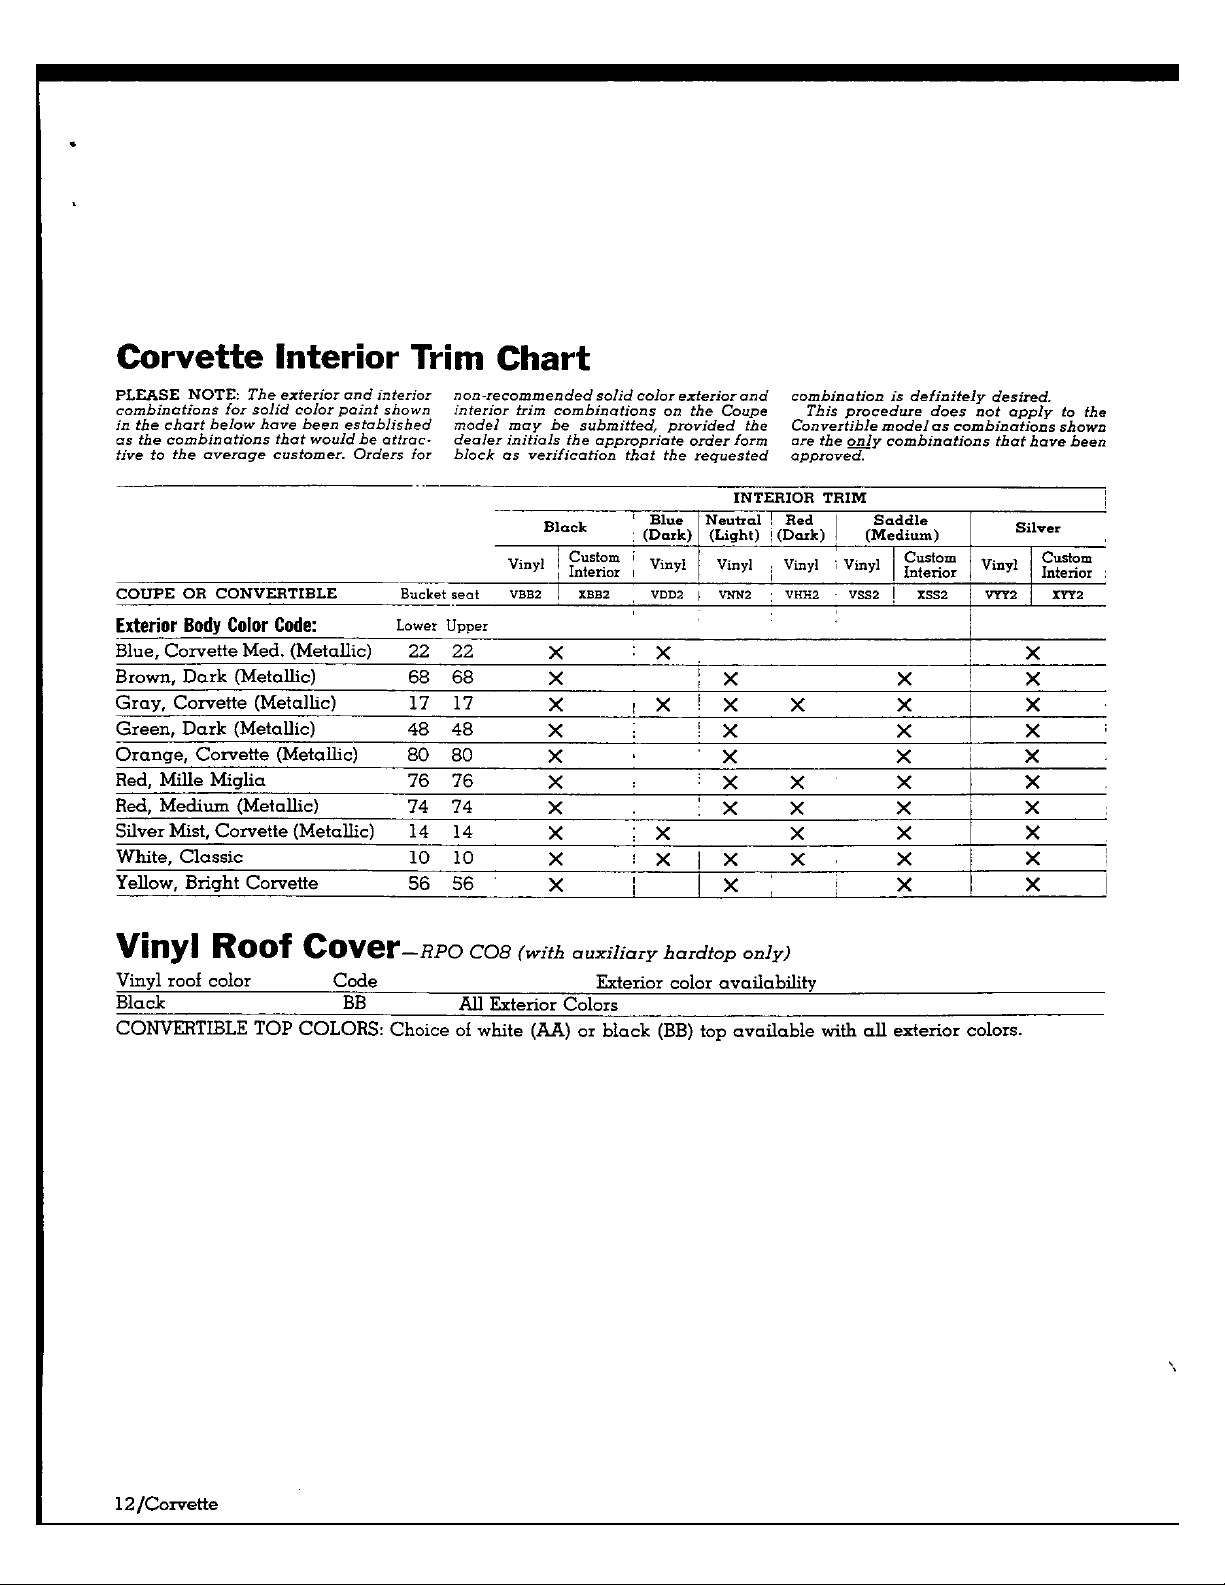 Corvette Interior Trim Chart
PLEASE NOTE: The exterior and interior
combinations for solid color paint shown
in the chart below have been established
as the combinations that would be attrac-
tive to the average customer. Orders for
non-recommended solid color exterior and
interior trim combinations on the Coupe
model may be submitted, provided the
dealer initials the appropriate order form
block as verification that the requested
combination is definitely desired.
This procedure does not apply to the
Convertible model as combinations shown
are the only combinations that have been
approved.
INTERIOR TRIM
Black Blue (Dark) Neutral (Light) Red (Dark) Saddle (Medium) Silver
Vinyl Custom Interior Vinyl Vinyl Vinyl Vinyl Custom Interior Vinyl Custom Interior
COUPE OR CONVERTIBLE Bucket seat VBB2 XBB2 VDD2 VNN2 VHH2 VSS2 XSS2 VYY2 XYY2
Exterior Body Color Code: Lower Upper
Blue, Corvette Med. (Metallic) 22 22 X X X
Brown, Dark (Metallic) 68 68 X X X X
Gray, Corvette (Metallic) 17 17 X X X X X X
Green, Dark (Metallic) 48 48 X X X X
Orange, Corvette (Metallic) 80 80 X X X X
Red, Mille Miglia 76 76 X X X X X
Red, Medium (Metallic) 74 74 X X X X X
Silver Mist, Corvette (Metallic) 14 14 X X X X X
White, Classic 10 10 X X X X X X
Yellow, Bright Corvette 56 56 X X X X
Vinyl Roof Cover—RPO CO8 (with auxiliary hardtop only)
Vinyl roof color Code Exterior color availability
Black BB All Exterior Colors
CONVERTIBLE TOP COLORS: Choice of white (AA) or black (BB) top available with all exterior colors.
12/Corvette